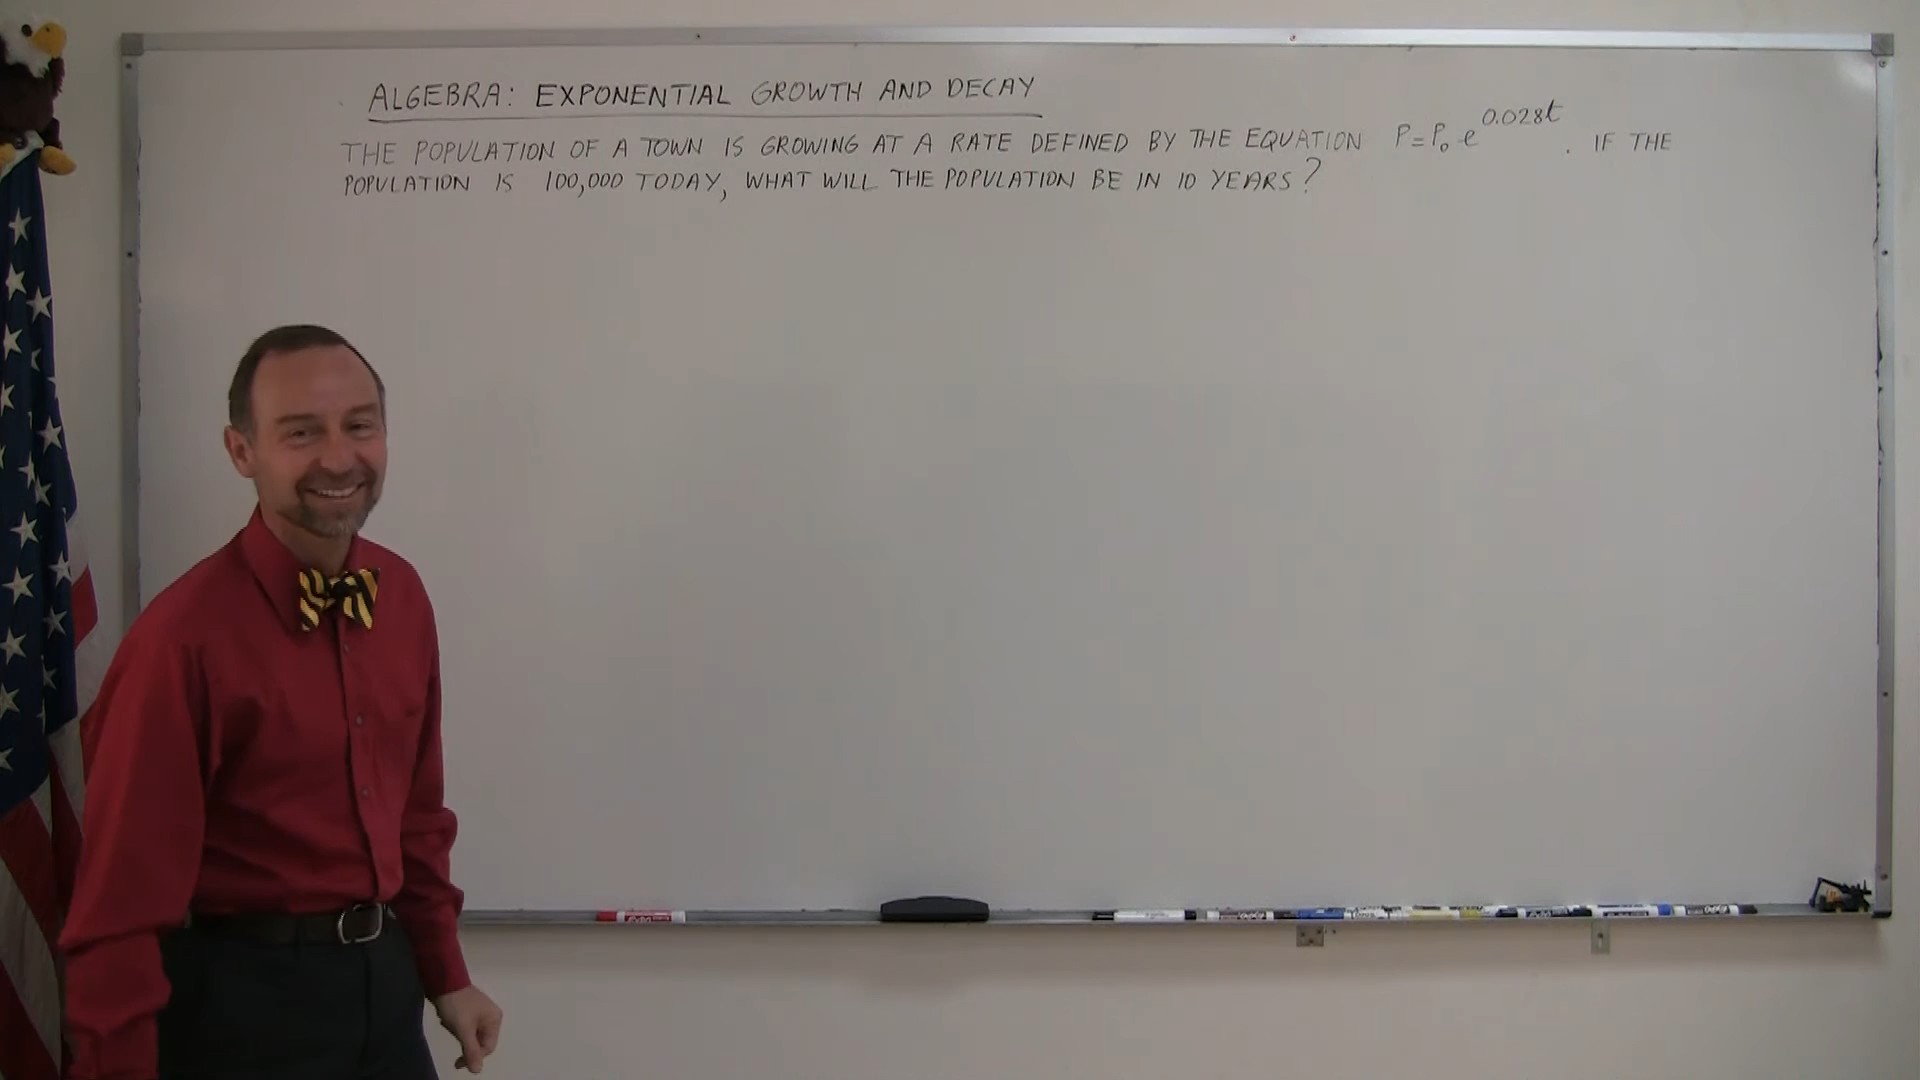 ALGEBRA: EXPONENTIAL GROWTH AND DECAY
THE POPULATION OF A TOWN IS GROWING AT A RATE DEFINED BY THE EQUATION P=P₀e^0.028t. IF THE
POPULATION IS 100,000 TODAY, WHAT WILL THE POPULATION BE IN 10 YEARS?